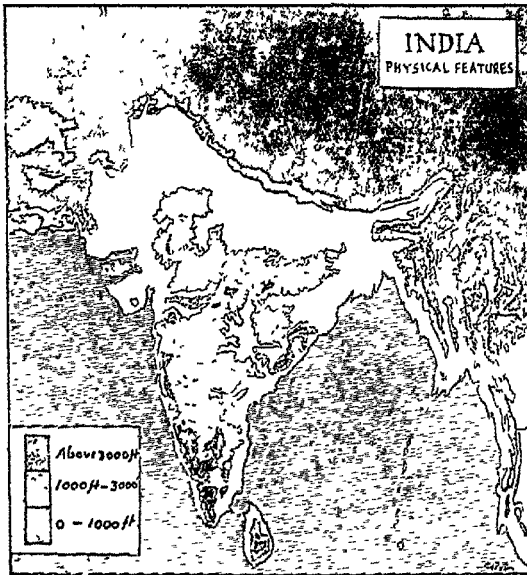 INDIA
PHYSICAL FEATURES
Above 3000 ft
1000 ft - 3000
0 - 1000 ft